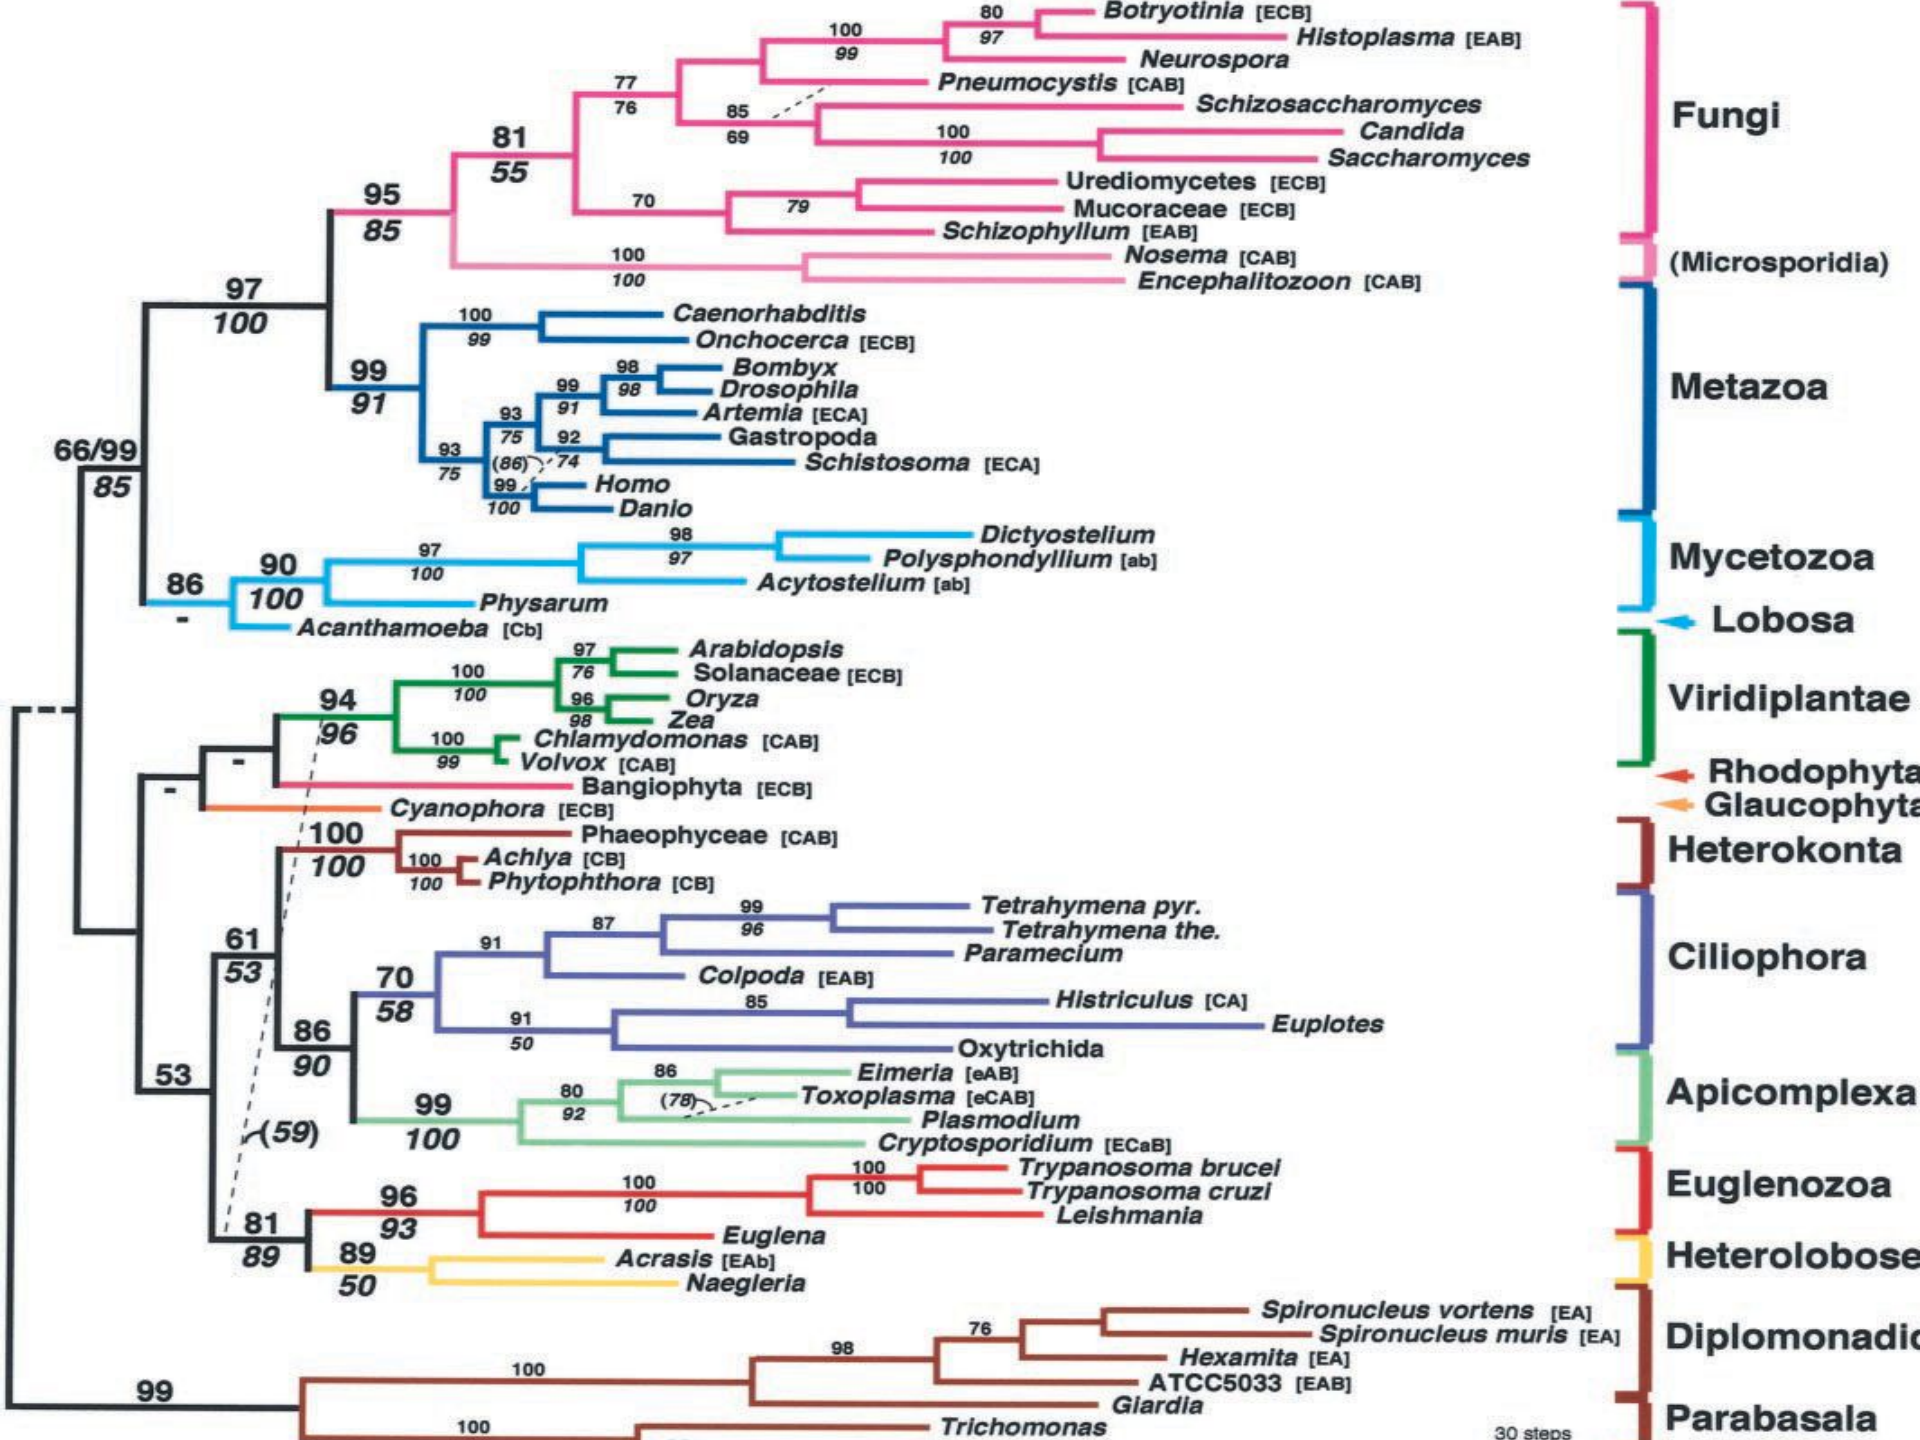 80
Botryotinia [ECB]
97
Histoplasma [EAB]
100
99
Neurospora
Pneumocystis [CAB]
77
76
85
69
Schizosaccharomyces
Fungi
100
100
Candida
Saccharomyces
81
55
Urediomycetes [ECB]
95
85
70
79
Mucoraceae [ECB]
Schizophyllum [EAB]
100
100
Nosema [CAB]
(Microsporidia)
Encephalitozoon [CAB]
97
100
100
99
Caenorhabditis
Onchocerca [ECB]
99
91
98
98
Bombyx
Drosophila
Metazoa
99
91
Artemia [ECA]
93
75
92
74
Gastropoda
93
75
(86)
Schistosoma [ECA]
66/99
85
99
100
Homo
Danio
98
97
Dictyostelium
97
100
Polysphondyllium [ab]
Mycetozoa
90
100
Acytostelium [ab]
86
-
Physarum
Acanthamoeba [Cb]
Lobosa
97
76
Arabidopsis
100
100
Solanaceae [ECB]
94
96
96
98
Oryza
Zea
Viridiplantae
100
99
Chlamydomonas [CAB]
Volvox [CAB]
-
-
Bangiophyta [ECB]
Rhodophyta
Cyanophora [ECB]
Glaucophyta
100
100
Phaeophyceae [CAB]
100
100
Achlya [CB]
Phytophthora [CB]
Heterokonta
99
96
Tetrahymena pyr.
Tetrahymena the.
87
91
Paramecium
61
53
Colpoda [EAB]
Ciliophora
70
58
85
Histriculus [CA]
91
50
Euplotes
86
90
Oxytrichida
53
86
Eimeria [eAB]
80
92
(78)
Toxoplasma [eCAB]
Apicomplexa
99
100
Plasmodium
(59)
Cryptosporidium [ECaB]
100
100
Trypanosoma brucei
Trypanosoma cruzi
Euglenozoa
100
100
96
93
Leishmania
81
89
Euglena
89
50
Acrasis [EAb]
Heterolobose
Naegleria
Spironucleus vortens [EA]
76
Spironucleus muris [EA]
Diplomonadid
98
Hexamita [EA]
100
ATCC5033 [EAB]
99
Giardia
100
Trichomonas
Parabasala
30 steps